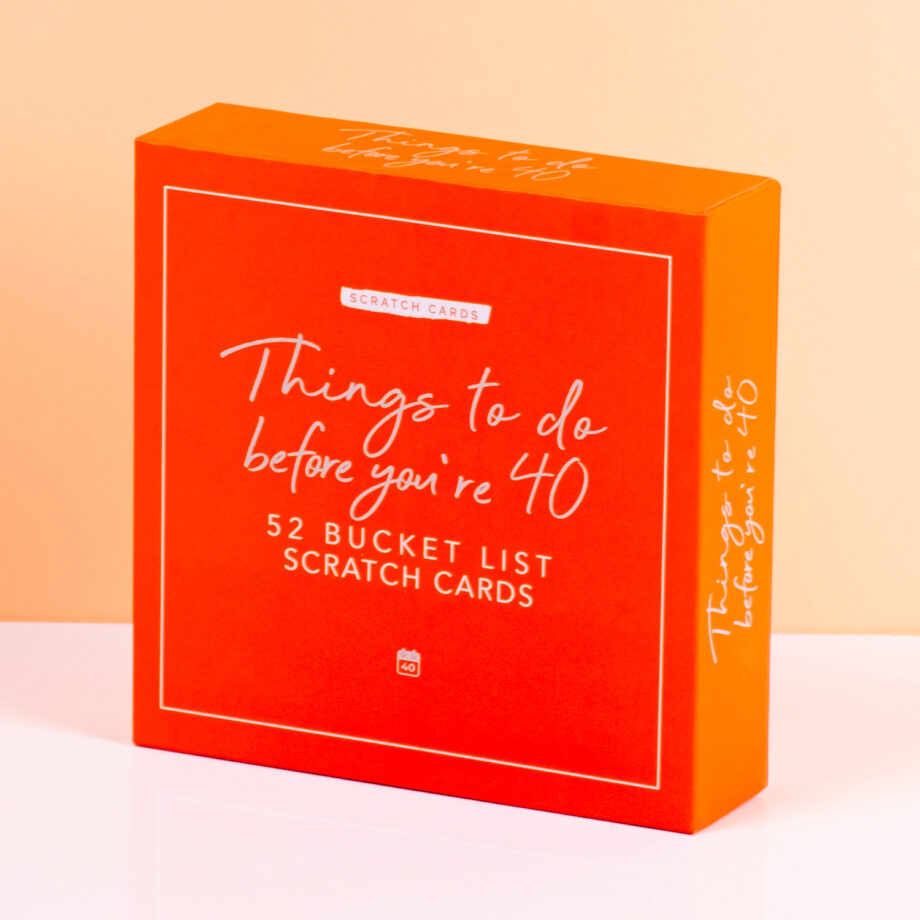 Things to do
before you're 40
SCRATCH CARDS
Things to do
before you're 40
52 BUCKET LIST
SCRATCH CARDS
40
Things to do
before you're 40